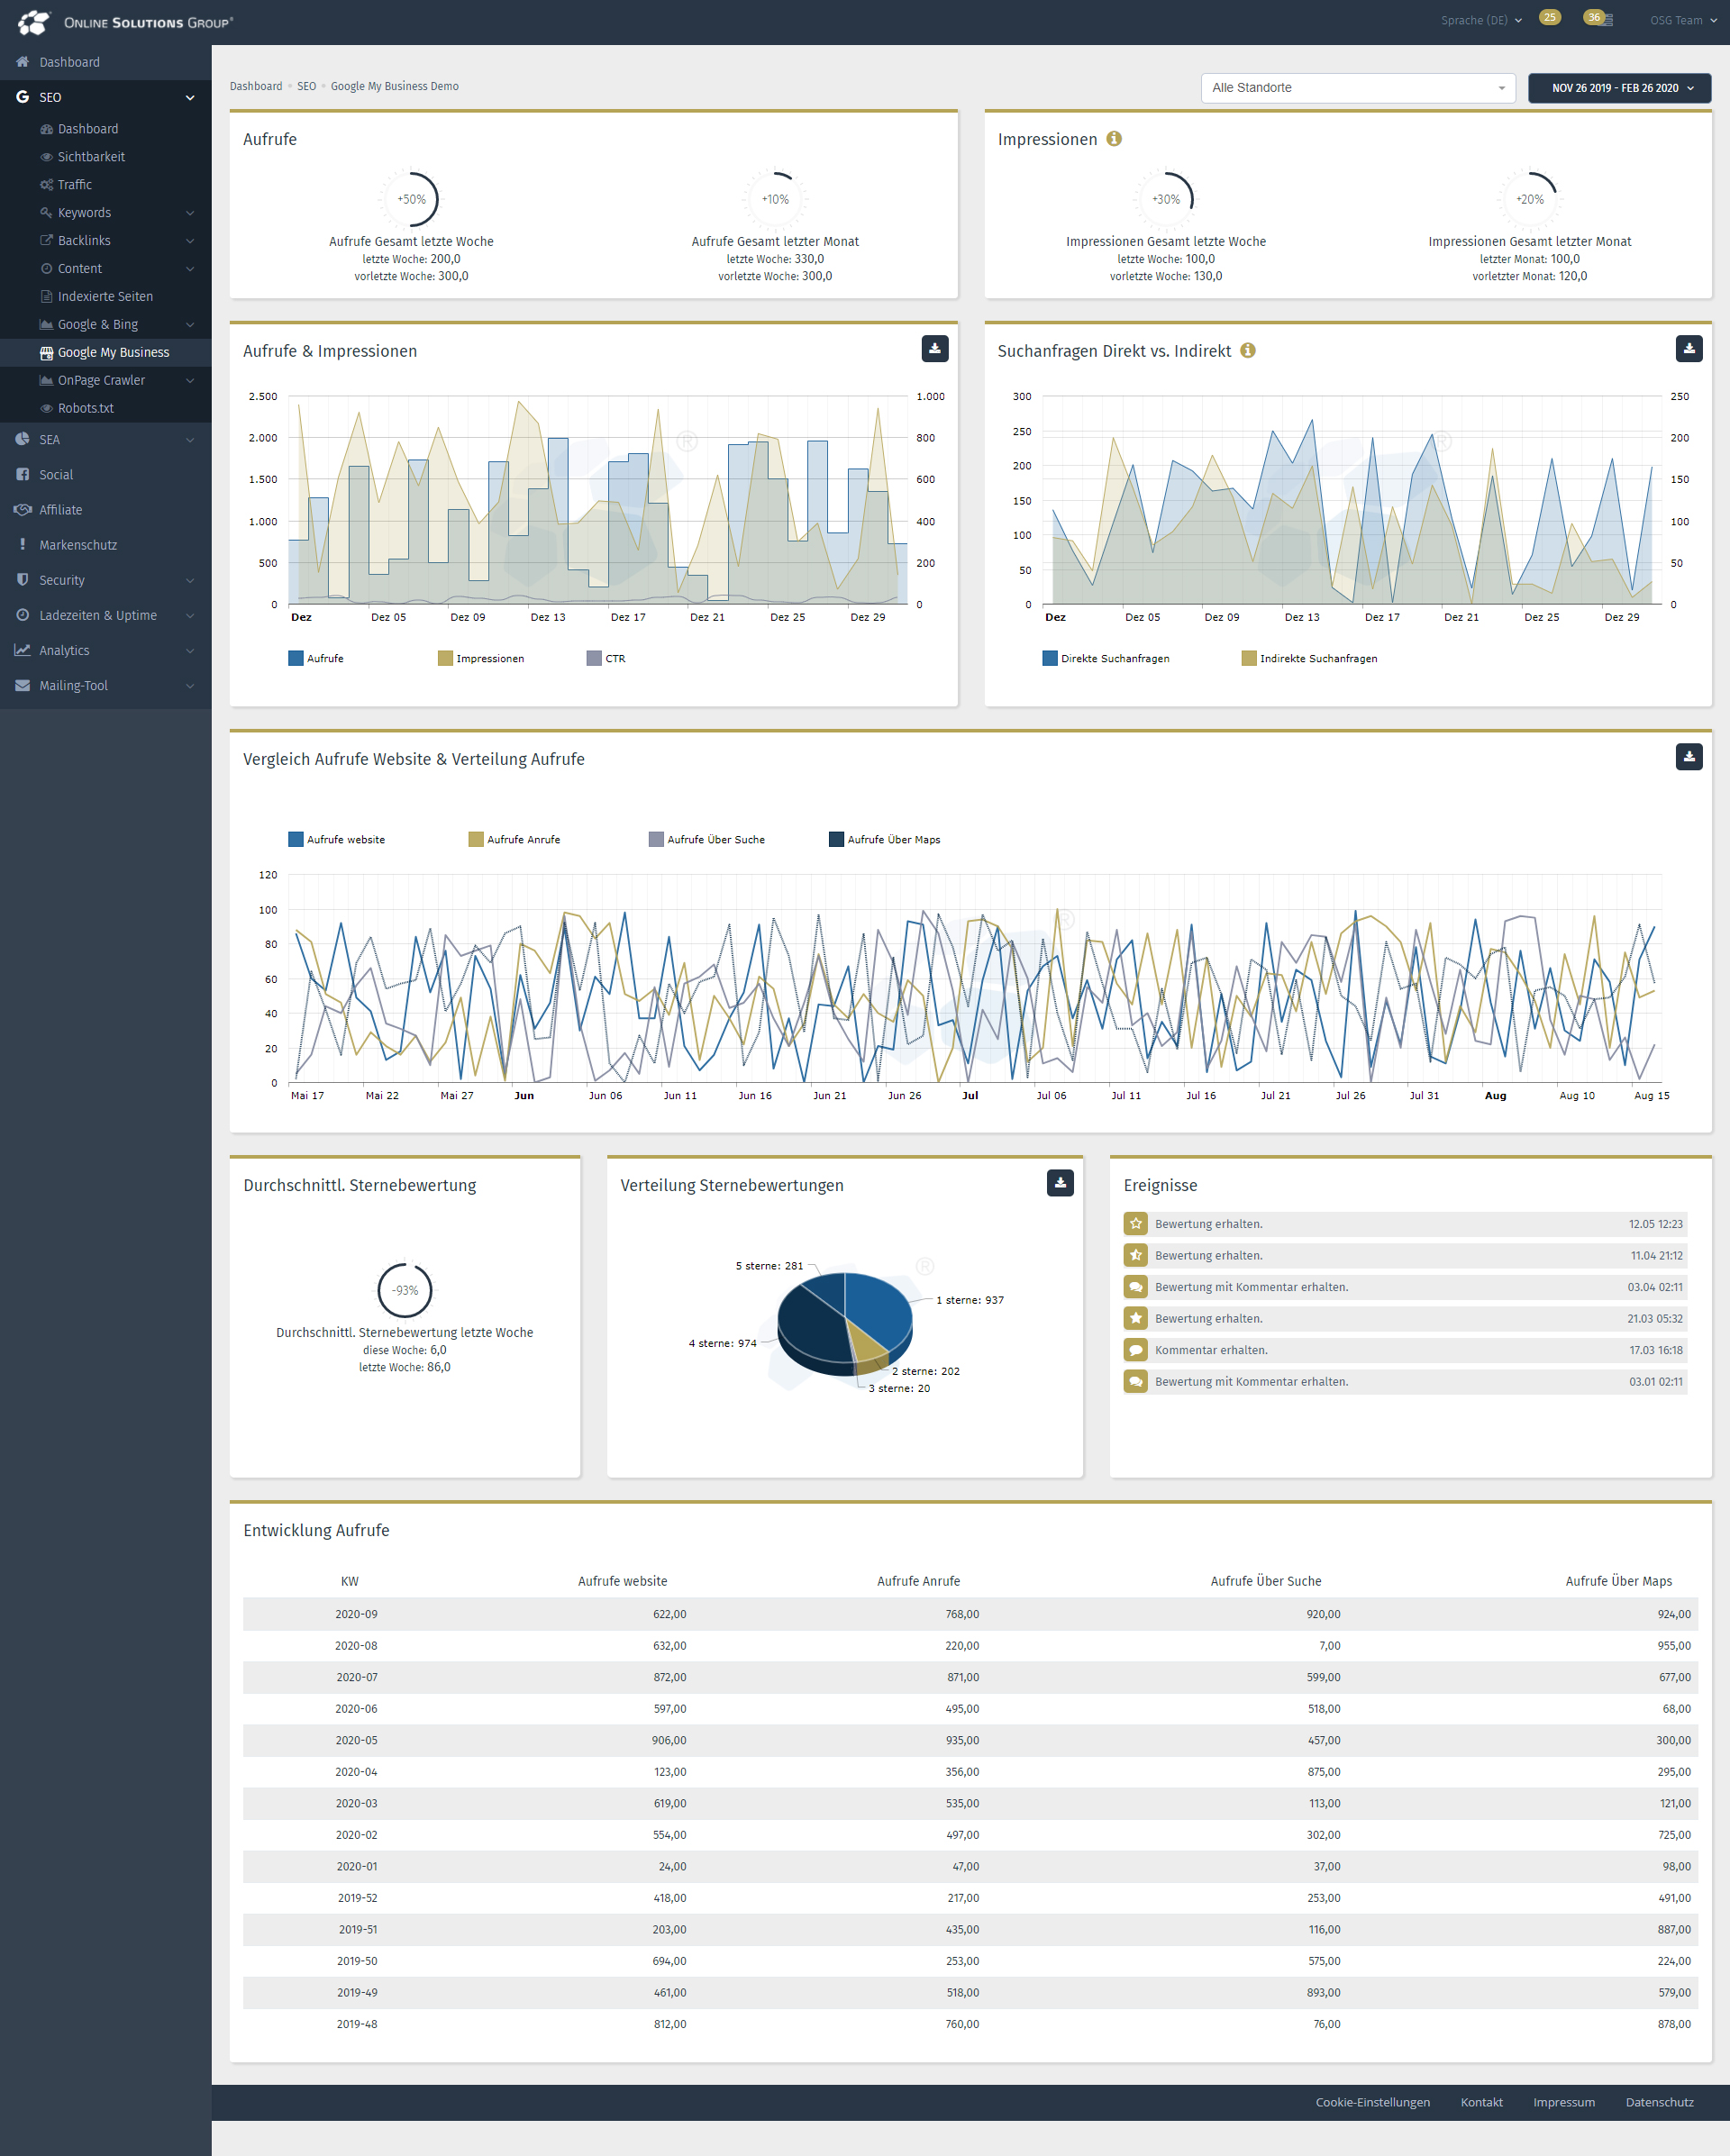 ONLINE SOLUTIONS GROUP®
Sprache (DE)
25
36
OSG Team
Dashboard
SEO
Dashboard
Sichtbarkeit
Traffic
Keywords
Backlinks
Content
Indexierte Seiten
Google & Bing
Google My Business
OnPage Crawler
Robots.txt
SEA
Social
Affiliate
Markenschutz
Security
Ladezeiten & Uptime
Analytics
Mailing-Tool
Dashboard SEO Google My Business Demo
Alle Standorte
NOV 26 2019 - FEB 26 2020
Aufrufe
+50%
Aufrufe Gesamt letzte Woche
letzte Woche: 200,0
vorletzte Woche: 300,0
+10%
Aufrufe Gesamt letzter Monat
letzte Woche: 330,0
vorletzte Woche: 300,0
Impressionen
+30%
Impressionen Gesamt letzte Woche
letzte Woche: 100,0
vorletzte Woche: 130,0
+20%
Impressionen Gesamt letzter Monat
letzter Monat: 100,0
vorletzter Monat: 120,0
Aufrufe & Impressionen
2.500
2.000
1.500
1.000
500
0
1.000
800
600
400
200
0
®
Dez Dez 05 Dez 09 Dez 13 Dez 17 Dez 21 Dez 25 Dez 29
Aufrufe Impressionen CTR
Suchanfragen Direkt vs. Indirekt
300
250
200
150
100
50
0
250
200
150
100
50
0
®
Dez Dez 05 Dez 09 Dez 13 Dez 17 Dez 21 Dez 25 Dez 29
Direkte Suchanfragen Indirekte Suchanfragen
Vergleich Aufrufe Website & Verteilung Aufrufe
Aufrufe website Aufrufe Anrufe Aufrufe Über Suche Aufrufe Über Maps
120
100
80
60
40
20
0
®
Mai 17 Mai 22 Mai 27 Jun Jun 06 Jun 11 Jun 16 Jun 21 Jun 26 Jul Jul 06 Jul 11 Jul 16 Jul 21 Jul 26 Jul 31 Aug Aug 10 Aug 15
Durchschnittl. Sternebewertung
-93%
Durchschnittl. Sternebewertung letzte Woche
diese Woche: 6,0
letzte Woche: 86,0
Verteilung Sternebewertungen
®
5 sterne: 281
1 sterne: 937
4 sterne: 974
2 sterne: 202
3 sterne: 20
Ereignisse
Bewertung erhalten. 12.05 12:23
Bewertung erhalten. 11.04 21:12
Bewertung mit Kommentar erhalten. 03.04 02:11
Bewertung erhalten. 21.03 05:32
Kommentar erhalten. 17.03 16:18
Bewertung mit Kommentar erhalten. 03.01 02:11
Entwicklung Aufrufe
KW Aufrufe website Aufrufe Anrufe Aufrufe Über Suche Aufrufe Über Maps
2020-09 622,00 768,00 920,00 924,00
2020-08 632,00 220,00 7,00 955,00
2020-07 872,00 871,00 599,00 677,00
2020-06 597,00 495,00 518,00 68,00
2020-05 906,00 935,00 457,00 300,00
2020-04 123,00 356,00 875,00 295,00
2020-03 619,00 535,00 113,00 121,00
2020-02 554,00 497,00 302,00 725,00
2020-01 24,00 47,00 37,00 98,00
2019-52 418,00 217,00 253,00 491,00
2019-51 203,00 435,00 116,00 887,00
2019-50 694,00 253,00 575,00 224,00
2019-49 461,00 518,00 893,00 579,00
2019-48 812,00 760,00 76,00 878,00
Cookie-Einstellungen Kontakt Impressum Datenschutz